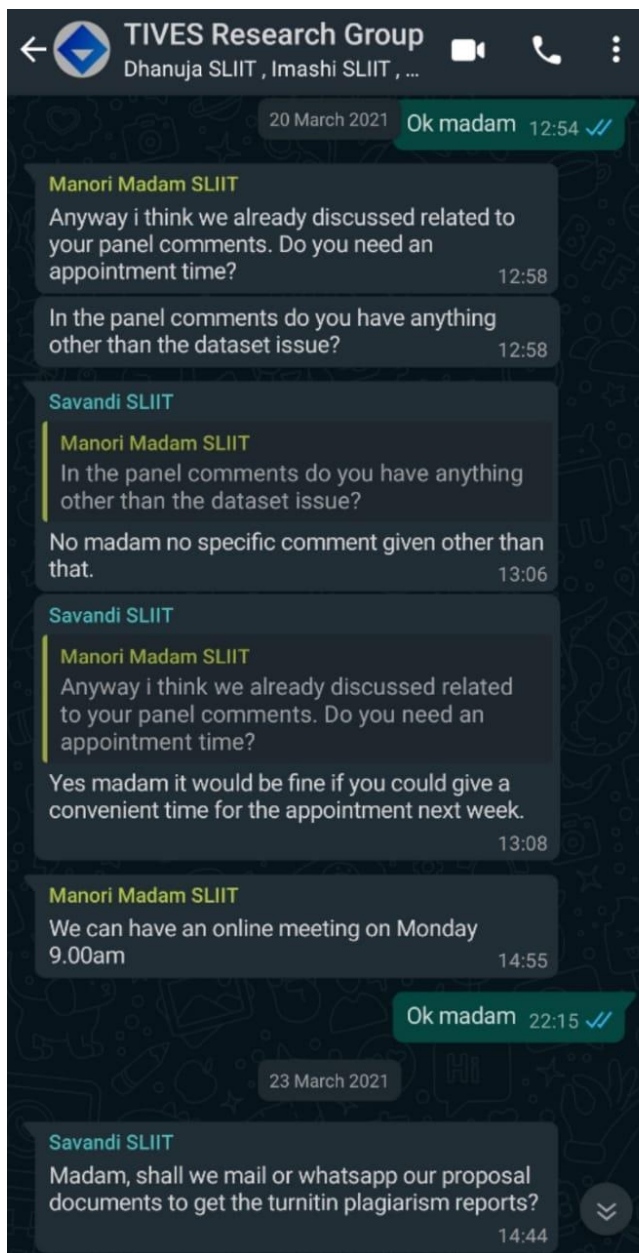 TIVES Research Group
Dhanuja SLIIT , Imashi SLIIT , ...
20 March 2021
Ok madam 12:54
Manori Madam SLIIT
Anyway i think we already discussed related to
your panel comments. Do you need an
appointment time?
12:58
In the panel comments do you have anything
other than the dataset issue?
12:58
Savandi SLIIT
Manori Madam SLIIT
In the panel comments do you have anything
other than the dataset issue?
No madam no specific comment given other than
that.
13:06
Savandi SLIIT
Manori Madam SLIIT
Anyway i think we already discussed related
to your panel comments. Do you need an
appointment time?
Yes madam it would be fine if you could give a
convenient time for the appointment next week.
13:08
Manori Madam SLIIT
We can have an online meeting on Monday
9.00am
14:55
Ok madam 22:15
23 March 2021
Savandi SLIIT
Madam, shall we mail or whatsapp our proposal
documents to get the turnitin plagiarism reports?
14:44